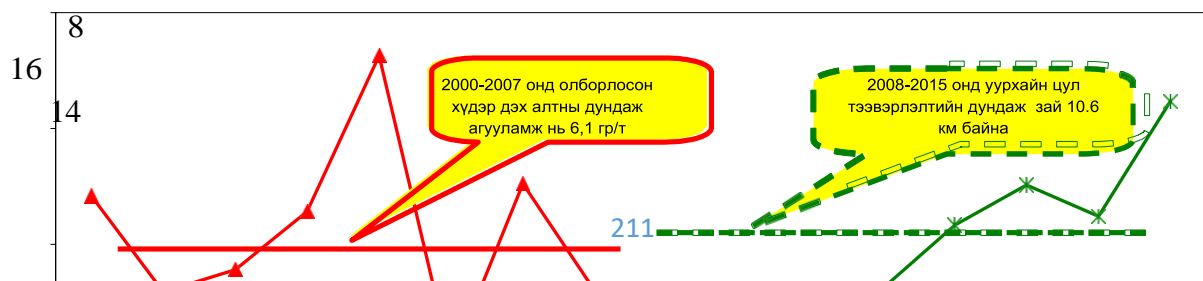 8
16
14
2000-2007 онд олборлосон
хүдэр дэх алтны дундаж
агууламж нь 6,1 гр/т
2008-2015 онд уурхайн цул
тээвэрлэлтийн дундаж зай 10.6
км байна
211